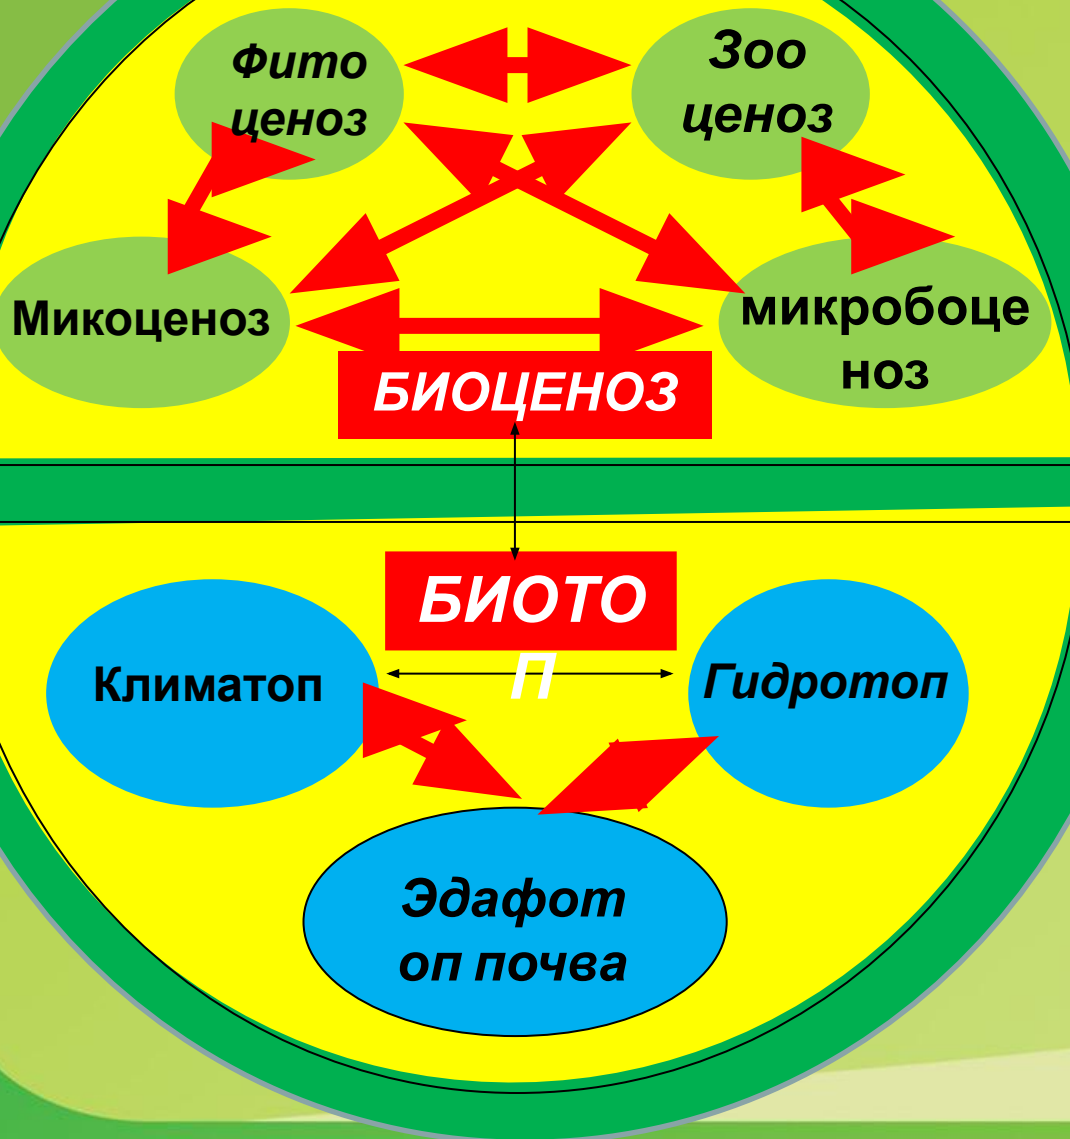 Фито
ценоз
Зоо
ценоз
Микоценоз
микробоце
ноз
БИОЦЕНОЗ
БИОТО
П
Климатоп
Гидротоп
Эдафот
оп почва